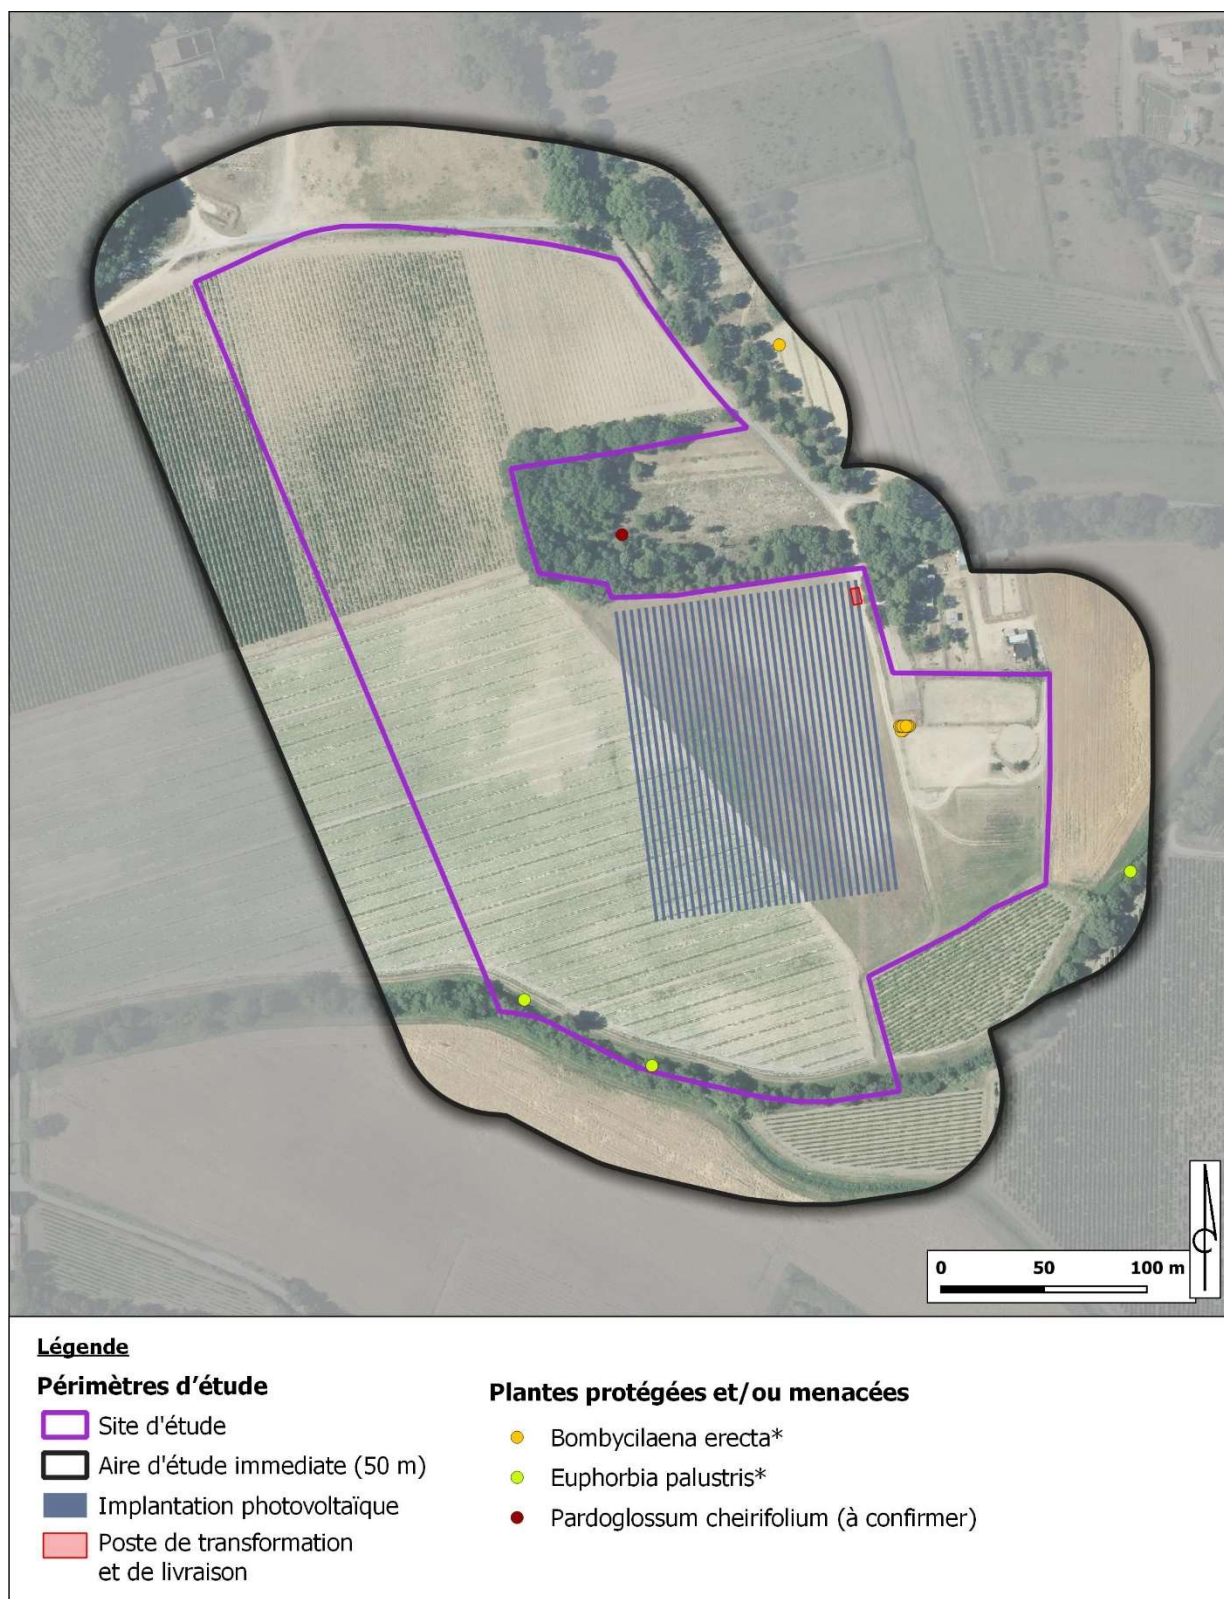 0 50 100 m
Légende
Périmètres d'étude
Site d'étude
Aire d'étude immediate (50 m)
Implantation photovoltaïque
Poste de transformation
et de livraison
Plantes protégées et/ou menacées
Bombycilaena erecta*
Euphorbia palustris*
Pardoglossum cheirifolium (à confirmer)